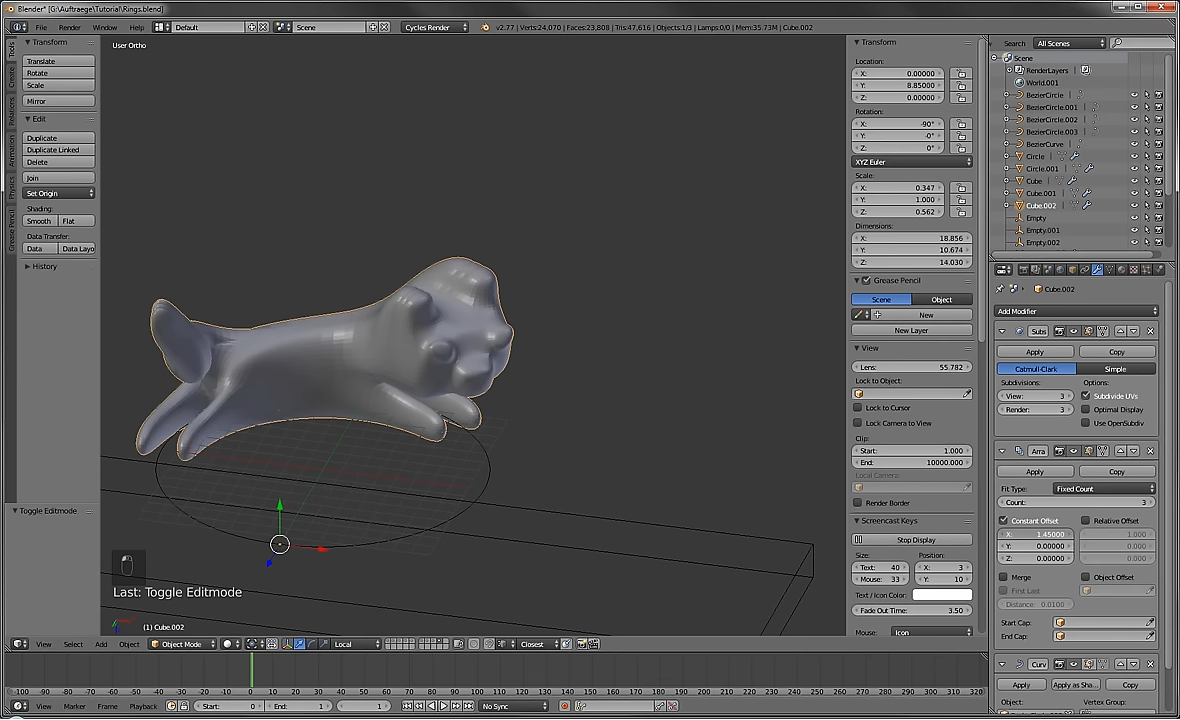 Blender* [G:\Auftraege\Tutorial\Rings.blend]
File Render Window Help Default Scene Cycles Render v2.77 | Verts:24,070 | Faces:23,808 | Tris:47,616 | Objects:1/3 | Lamps:0/0 | Mem:35.73M | Cube.002
Tools
Create
Relations
Animation
Physics
Grease Pencil
Transform
Translate
Rotate
Scale
Mirror
Edit
Duplicate
Duplicate Linked
Delete
Join
Set Origin
Shading:
Smooth Flat
Data Transfer:
Data Data Layo
History
Toggle Editmode
User Ortho
Last: Toggle Editmode
(1) Cube.002
Transform
Location:
X: 0.00000
Y: 8.85000
Z: 0.00000
Rotation:
X: -90°
Y: -0°
Z: 0°
XYZ Euler
Scale:
X: 0.347
Y: 1.000
Z: 0.562
Dimensions:
X: 18.856
Y: 10.674
Z: 14.030
Grease Pencil
Scene Object
New
New Layer
View
Lens: 55.782
Lock to Object:
Lock to Cursor
Lock Camera to View
Clip:
Start: 1.000
End: 10000.000
Local Camera:
Render Border
Screencast Keys
Stop Display
Size: Position:
Text: 40 X: 3
Mouse: 33 Y: 10
Text / Icon Color:
Fade Out Time: 3.50
Mouse: Icon
Search All Scenes
Scene
RenderLayers
World.001
BezierCircle
BezierCircle.001
BezierCircle.002
BezierCircle.003
BezierCurve
Circle
Circle.001
Cube
Cube.001
Cube.002
Empty
Empty.001
Empty.002
Cube.002
Add Modifier
Subs
Apply Copy
Catmull-Clark Simple
Subdivisions: Options:
View: 3 Subdivide UVs
Render: 3 Optimal Display
Use OpenSubdiv
Arra
Apply Copy
Fit Type: Fixed Count
Count: 3
Constant Offset Relative Offset
X: 1.45000 1.000
Y: 0.00000 0.000
Z: 0.00000 0.000
Merge Object Offset
First Last
Distance: 0.0100
Start Cap:
End Cap:
Curv
Apply Apply as Sha... Copy
Object: Vertex Group:
View Select Add Object Object Mode Local Closest
-100 -90 -80 -70 -60 -50 -40 -30 -20 -10 0 10 20 30 40 50 60 70 80 90 100 110 120 130 140 150 160 170 180 190 200 210 220 230 240 250 260 270 280 290 300 310 320
View Marker Frame Playback Start: 0 End: 1 1 No Sync